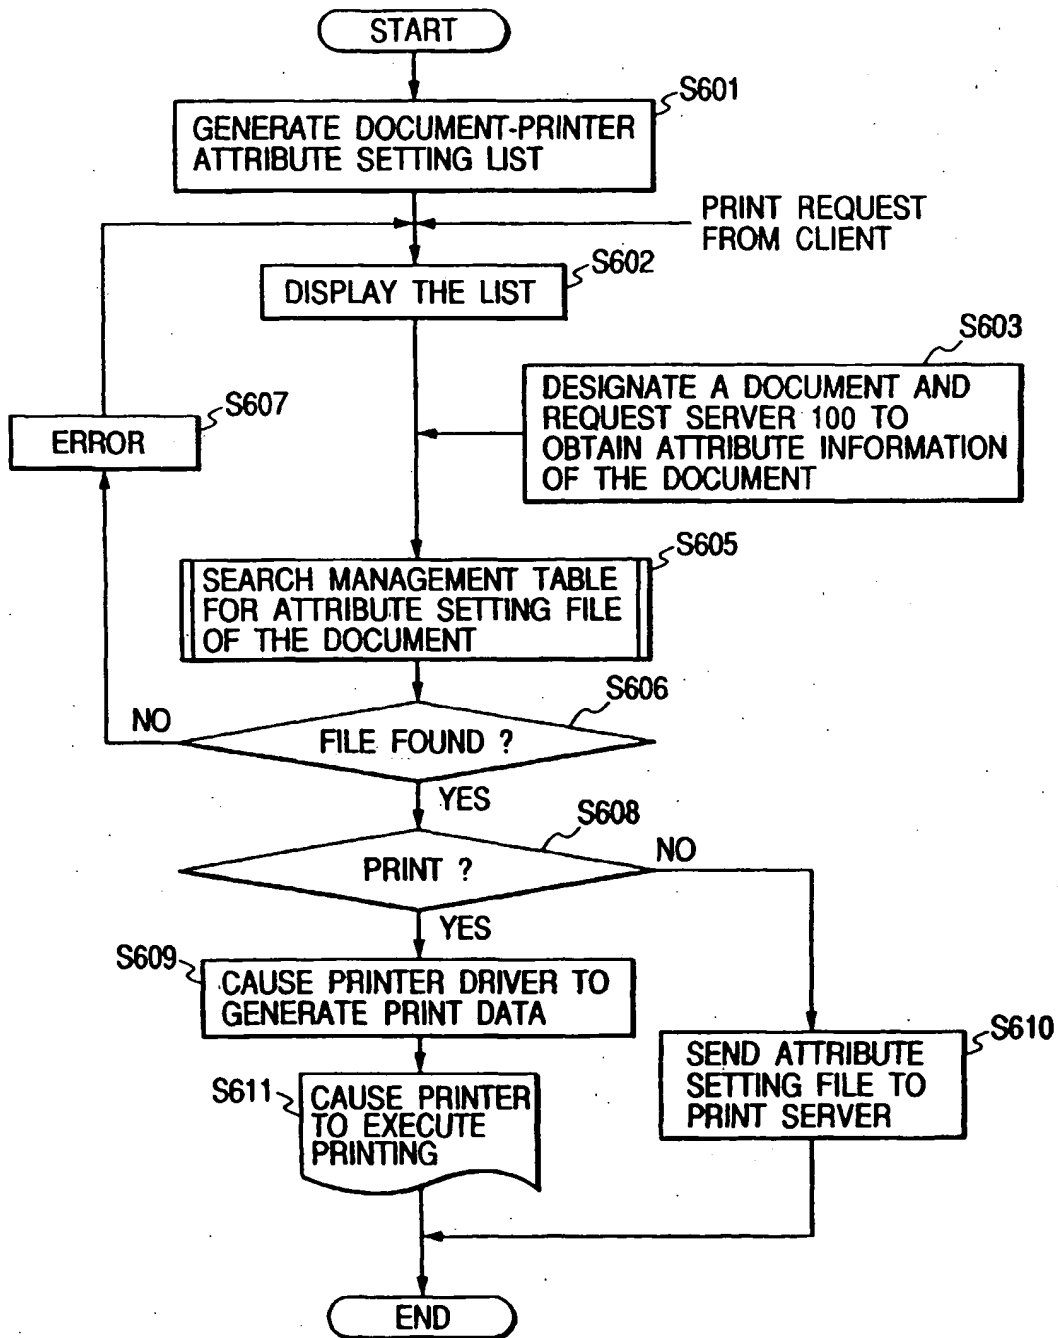 START
S601
GENERATE DOCUMENT-PRINTER
ATTRIBUTE SETTING LIST
PRINT REQUEST
FROM CLIENT
S602
DISPLAY THE LIST
S603
DESIGNATE A DOCUMENT AND
REQUEST SERVER 100 TO
OBTAIN ATTRIBUTE INFORMATION
OF THE DOCUMENT
S607
ERROR
S605
SEARCH MANAGEMENT TABLE
FOR ATTRIBUTE SETTING FILE
OF THE DOCUMENT
S606
NO
FILE FOUND ?
YES
S608
PRINT ?
NO
YES
S609
CAUSE PRINTER DRIVER TO
GENERATE PRINT DATA
S610
SEND ATTRIBUTE
SETTING FILE TO
PRINT SERVER
S611
CAUSE PRINTER
TO EXECUTE
PRINTING
END